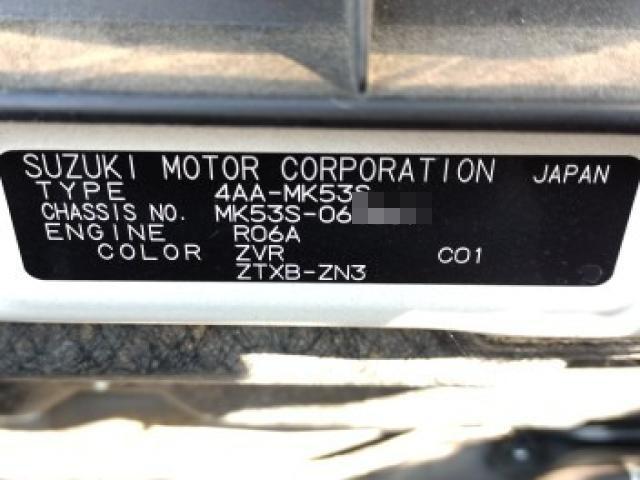 SUZUKI MOTOR CORPORATION JAPAN
TYPE 4AA-MK53S
CHASSIS NO. MK53S-06
ENGINE R06A
COLOR ZVR C01
ZTXB-ZN3